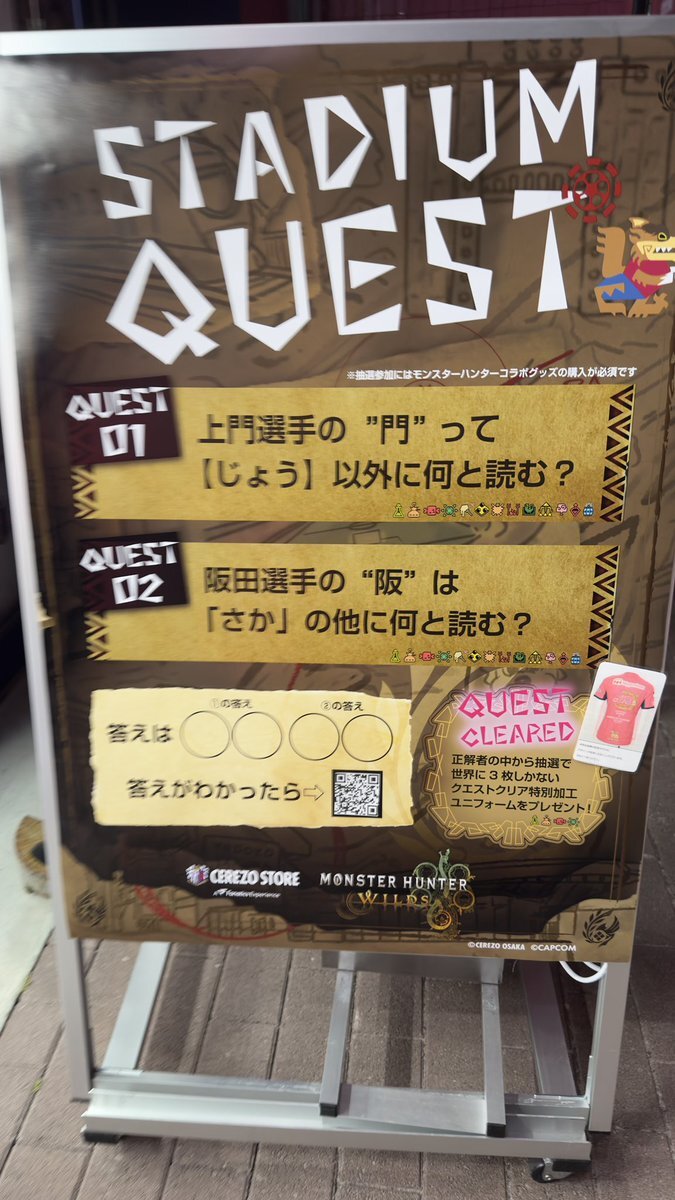 STADIUM
QUEST
※抽選参加にはモンスターハンターコラボグッズの購入が必須です
QUEST
01
上門選手の "門" って
【じょう】以外に何と読む？
QUEST
02
阪田選手の "阪" は
「さか」の他に何と読む？
①の答え
②の答え
答えは
答えがわかったら⇨
QUEST
CLEARED
正解者の中から抽選で
世界に3枚しかない
クエストクリア特別加工
ユニフォームをプレゼント！
CEREZO STORE
MONSTER HUNTER
WILDS
©CEREZO OSAKA ©CAPCOM